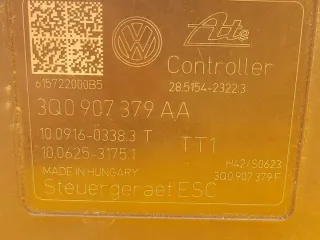 Ate
Controller
615722000B5
28.5154-2322.3
3Q0 907 379 AA
10.0916-0338.3 T
TT1
10.0625-3175.1
H42/S0623
MADE IN HUNGARY
3Q0 907 379 F
Steuergeraet ESC